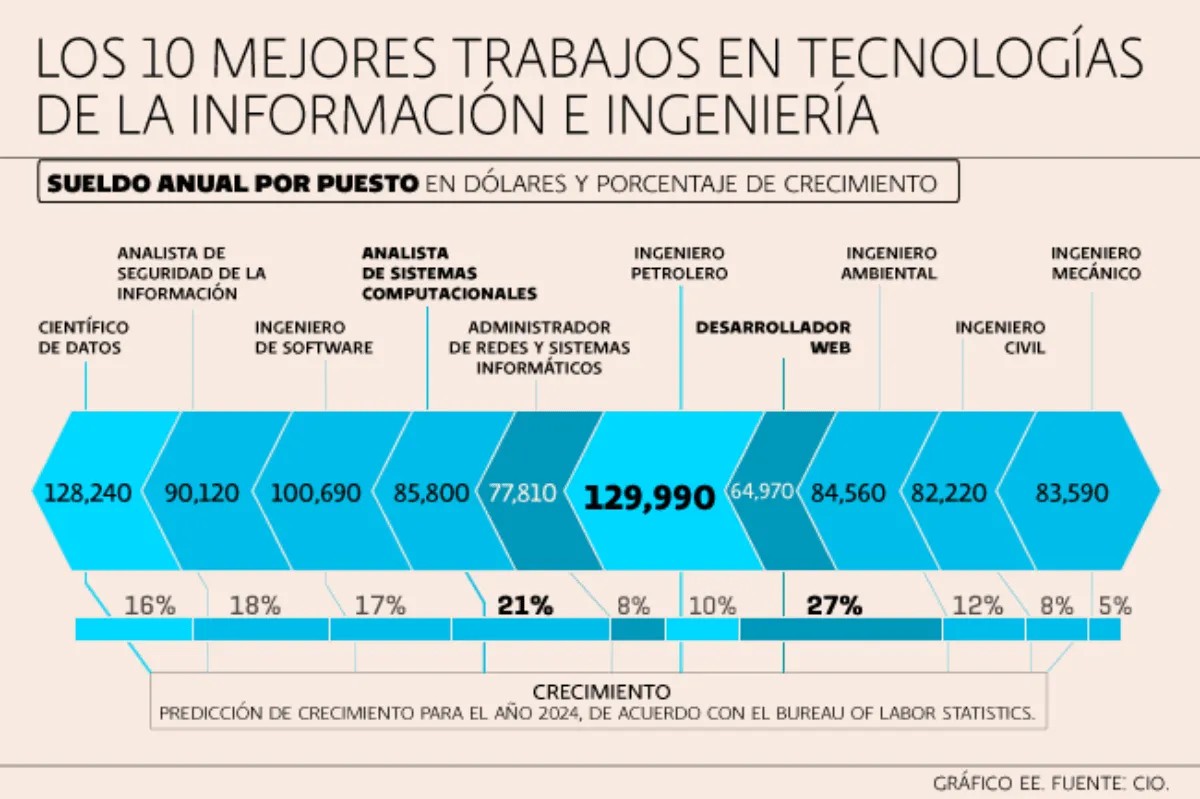 LOS 10 MEJORES TRABAJOS EN TECNOLOGÍAS
DE LA INFORMACIÓN E INGENIERÍA
SUELDO ANUAL POR PUESTO EN DÓLARES Y PORCENTAJE DE CRECIMIENTO
CIENTÍFICO
DE DATOS
ANALISTA DE
SEGURIDAD DE LA
INFORMACIÓN
INGENIERO
DE SOFTWARE
ANALISTA
DE SISTEMAS
COMPUTACIONALES
ADMINISTRADOR
DE REDES Y SISTEMAS
INFORMÁTICOS
INGENIERO
PETROLERO
DESARROLLADOR
WEB
INGENIERO
AMBIENTAL
INGENIERO
CIVIL
INGENIERO
MECÁNICO
128,240 90,120 100,690 85,800 77,810 129,990 64,970 84,560 82,220 83,590
16% 18% 17% 21% 8% 10% 27% 12% 8% 5%
CRECIMIENTO
PREDICCIÓN DE CRECIMIENTO PARA EL AÑO 2024, DE ACUERDO CON EL BUREAU OF LABOR STATISTICS.
GRÁFICO EE. FUENTE: CIO.